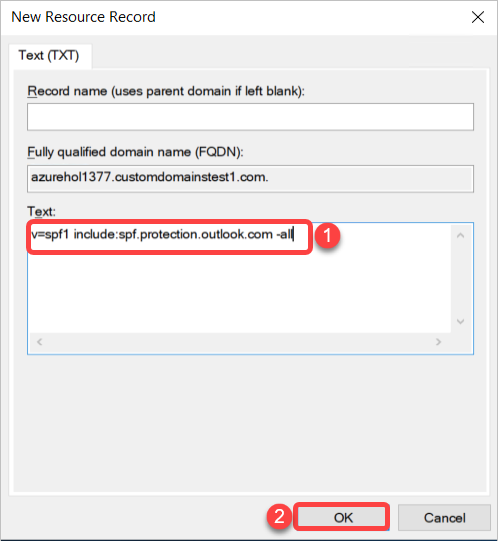 New Resource Record
Text (TXT)
Record name (uses parent domain if left blank):
Fully qualified domain name (FQDN):
azurehol1377.customdomainstest1.com.
Text:
v=spf1 include:spf.protection.outlook.com -all
1
2
OK
Cancel